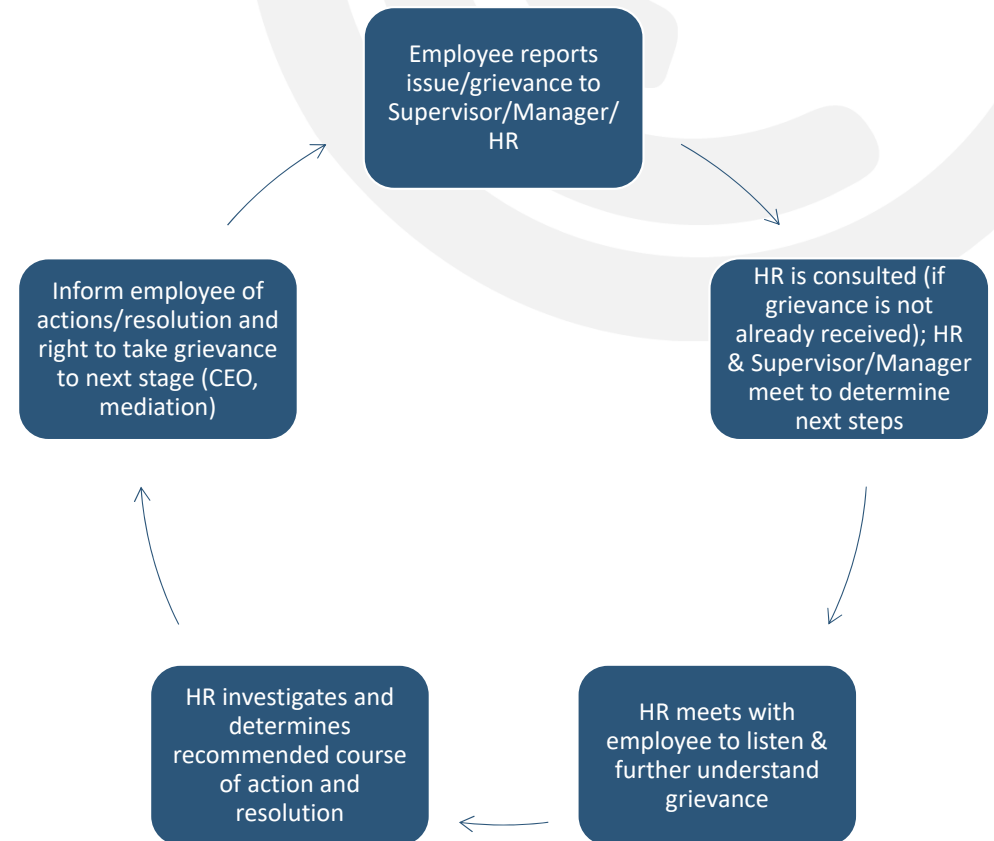 Employee reports
issue/grievance to
Supervisor/Manager/
HR
HR is consulted (if
grievance is not
already received); HR
& Supervisor/Manager
meet to determine
next steps
HR meets with
employee to listen &
further understand
grievance
HR investigates and
determines
recommended course
of action and
resolution
Inform employee of
actions/resolution and
right to take grievance
to next stage (CEO,
mediation)